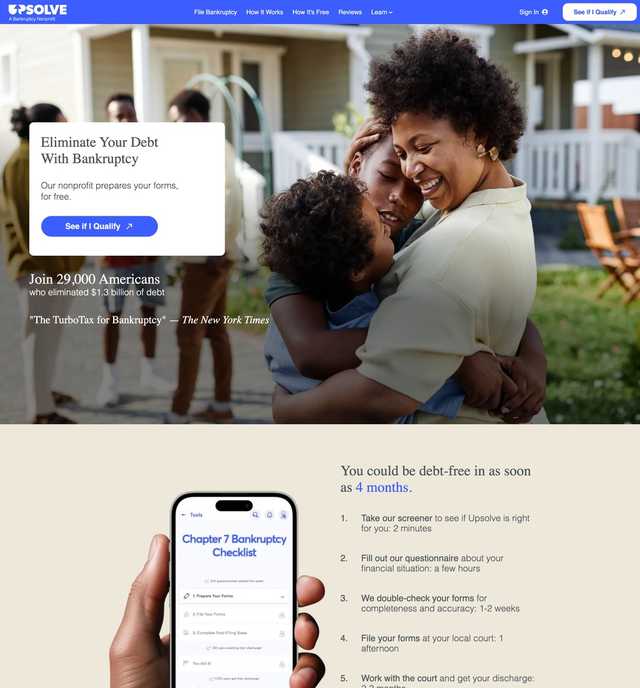 UPSOLVE
A Bankruptcy Nonprofit
File Bankruptcy
How It Works
How It's Free
Reviews
Learn
Sign In
See if I Qualify
Eliminate Your Debt
With Bankruptcy
Our nonprofit prepares your forms,
for free.
See if I Qualify
Join 29,000 Americans
who eliminated $1.3 billion of debt
"The TurboTax for Bankruptcy" — The New York Times
You could be debt-free in as soon
as 4 months.
1. Take our screener to see if Upsolve is right
for you: 2 minutes
2. Fill out our questionnaire about your
financial situation: a few hours
3. We double-check your forms for
completeness and accuracy: 1-2 weeks
4. File your forms at your local court: 1
afternoon
5. Work with the court and get your discharge:
Tools
Chapter 7 Bankruptcy
Checklist
1. Prepare Your Forms
2. File Your Forms
3. Complete Post-Filing Steps
You did it!